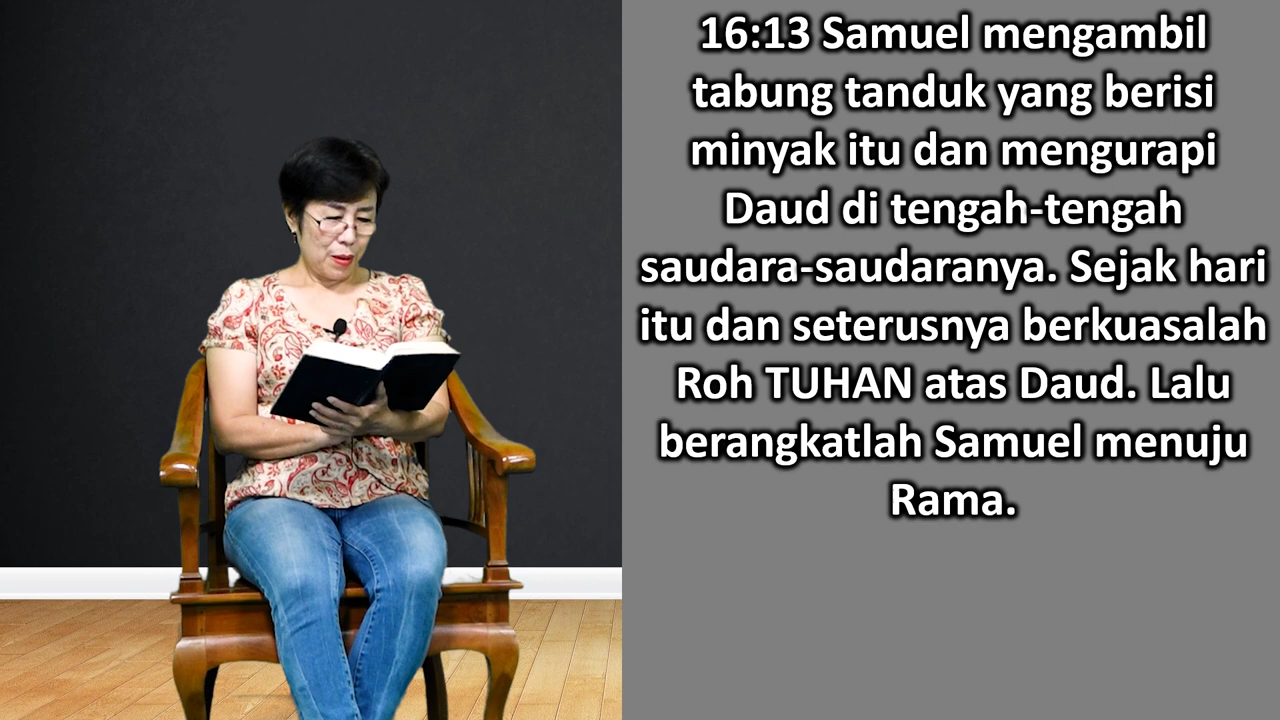 16:13 Samuel mengambil
tabung tanduk yang berisi
minyak itu dan mengurapi
Daud di tengah-tengah
saudara-saudaranya. Sejak hari
itu dan seterusnya berkuasalah
Roh TUHAN atas Daud. Lalu
berangkatlah Samuel menuju
Rama.